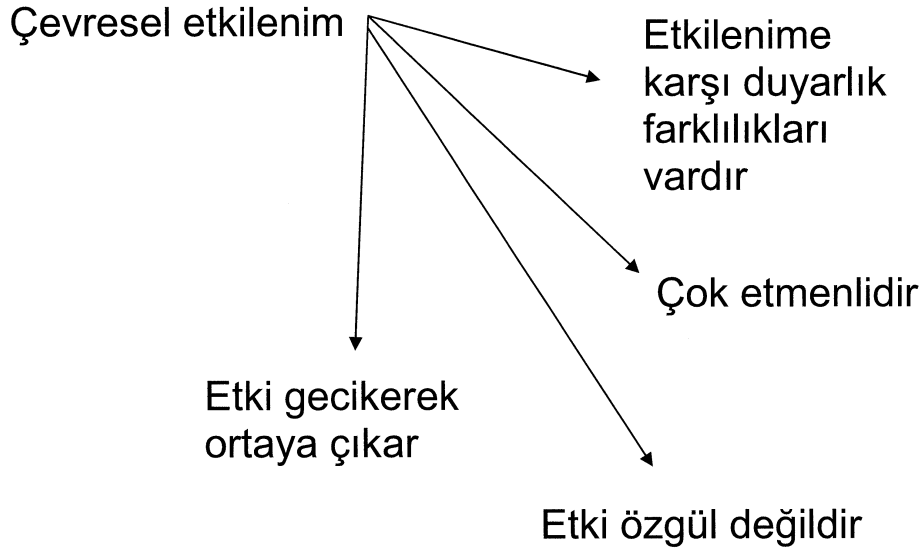 Çevresel etkilenim
Etkilenime
karşı duyarlık
farklılıkları
vardır
Çok etmenlidir
Etki gecikerek
ortaya çıkar
Etki özgül değildir